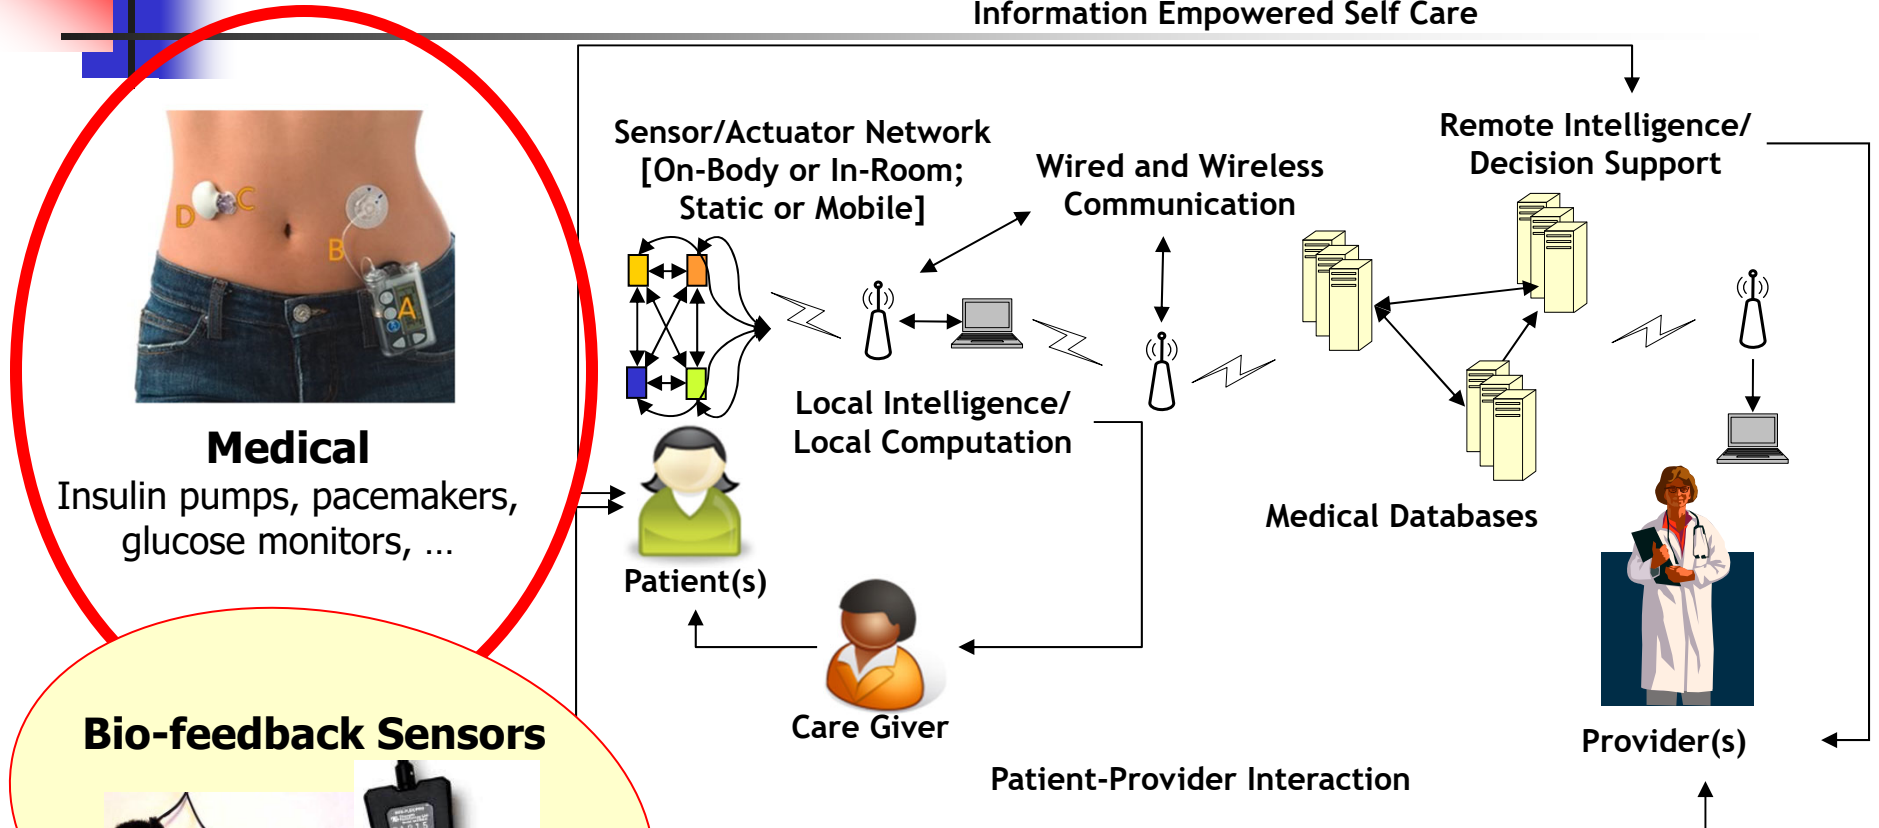 Information Empowered Self Care
Sensor/Actuator Network
[On-Body or In-Room;
Static or Mobile]
Wired and Wireless
Communication
Remote Intelligence/
Decision Support
D
C
B
A
Medical
Insulin pumps, pacemakers,
glucose monitors, ...
Local Intelligence/
Local Computation
Medical Databases
Patient(s)
Care Giver
Provider(s)
Patient-Provider Interaction
Bio-feedback Sensors